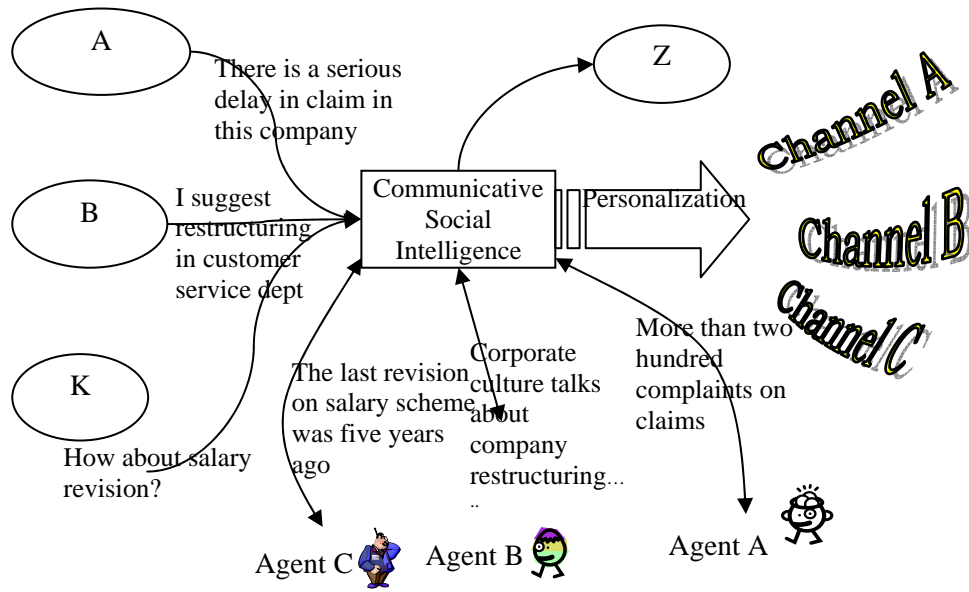 A
There is a serious
delay in claim in
this company
Z
Channel A
B
I suggest
restructuring
in customer
service dept
Communicative
Social
Intelligence
Personalization
Channel B
Channel C
K
How about salary
revision?
The last revision
on salary scheme
was five years
ago
Corporate
culture talks
about
company
restructuring...
..
More than two
hundred
complaints on
claims
Agent C
Agent B
Agent A